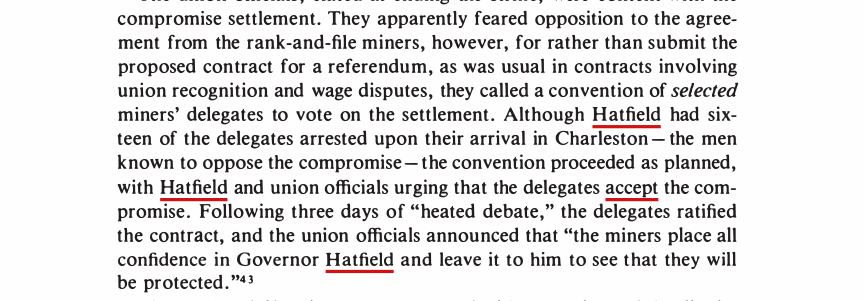 compromise settlement. They apparently feared opposition to the agree-
ment from the rank-and-file miners, however, for rather than submit the
proposed contract for a referendum, as was usual in contracts involving
union recognition and wage disputes, they called a convention of selected
miners' delegates to vote on the settlement. Although Hatfield had six-
teen of the delegates arrested upon their arrival in Charleston—the men
known to oppose the compromise—the convention proceeded as planned,
with Hatfield and union officials urging that the delegates accept the com-
promise. Following three days of “heated debate,” the delegates ratified
the contract, and the union officials announced that “the miners place all
confidence in Governor Hatfield and leave it to him to see that they will
be protected.”⁴³